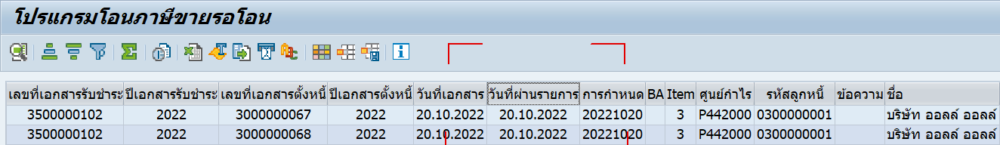 โปรแกรมโอนภาษีขายรอโอน
เลขที่เอกสารรับชำระ ปีเอกสารรับชำระ เลขที่เอกสารตั้งหนี้ ปีเอกสารตั้งหนี้ วันที่เอกสาร วันที่ผ่านรายการ การกำหนด BA Item ศูนย์กำไร รหัสลูกหนี้ ข้อความ ชื่อ
3500000102 2022 3000000067 2022 20.10.2022 20.10.2022 20221020 3 P442000 0300000001 บริษัท ออลล์ ออลล์
3500000102 2022 3000000068 2022 20.10.2022 20.10.2022 20221020 3 P442000 0300000001 บริษัท ออลล์ ออลล์